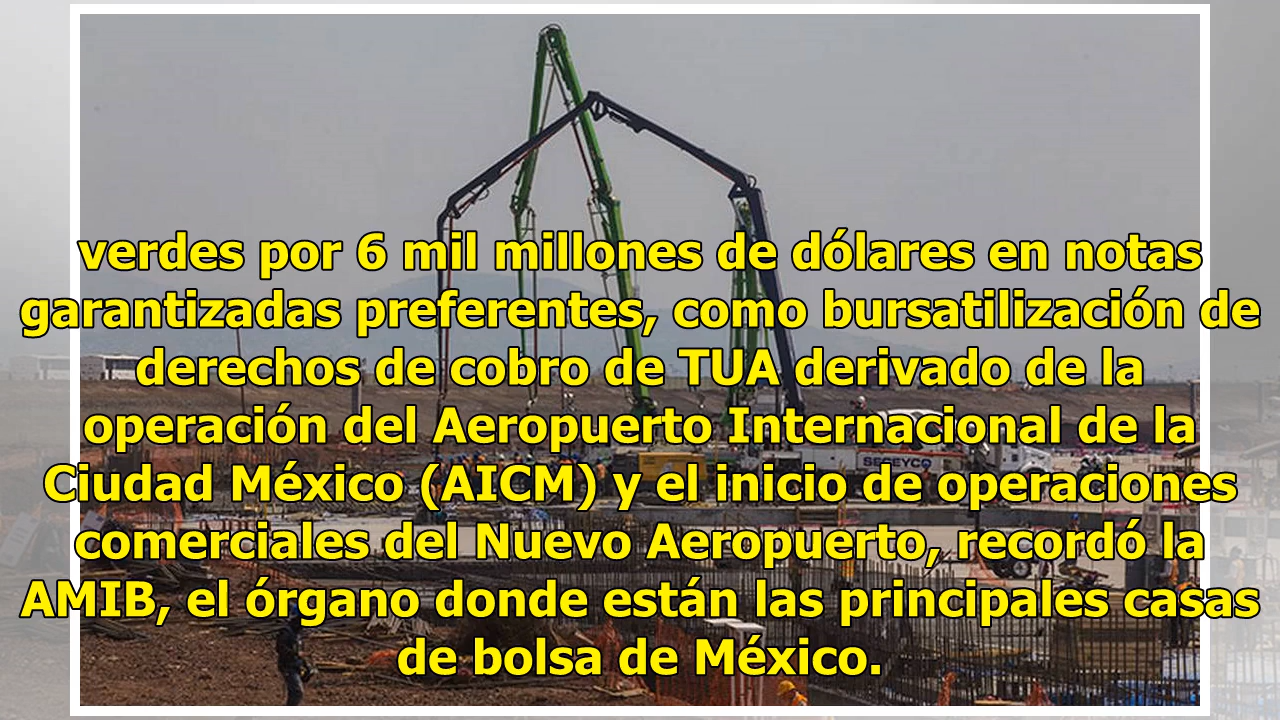 verdes por 6 mil millones de dólares en notas
garantizadas preferentes, como bursatilización de
derechos de cobro de TUA derivado de la
operación del Aeropuerto Internacional de la
Ciudad México (AICM) y el inicio de operaciones
comerciales del Nuevo Aeropuerto, recordó la
AMIB, el órgano donde están las principales casas
de bolsa de México.